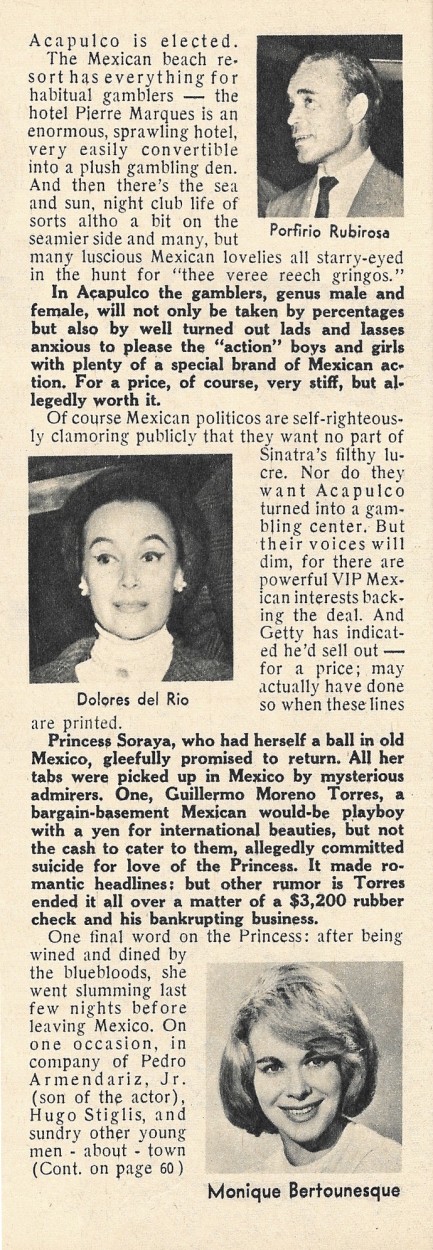 Acapulco is elected.
The Mexican beach re-
sort has everything for
habitual gamblers — the
hotel Pierre Marques is an
enormous, sprawling hotel,
very easily convertible
into a plush gambling den.
And then there's the sea
and sun, night club life of
sorts altho a bit on the
seamier side and many, but
Porfirio Rubirosa
many luscious Mexican lovelies all starry-eyed
in the hunt for "thee veree reech gringos."
In Acapulco the gamblers, genus male and
female, will not only be taken by percentages
but also by well turned out lads and lasses
anxious to please the "action" boys and girls
with plenty of a special brand of Mexican ac-
tion. For a price, of course, very stiff, but al-
legedly worth it.
Of course Mexican politicos are self-righteous-
ly clamoring publicly that they want no part of
Sinatra's filthy lu-
cre. Nor do they
want Acapulco
turned into a gam-
bling center. But
their voices will
dim, for there are
powerful VIP Mex-
ican interests back-
ing the deal. And
Getty has indicat-
ed he'd sell out —
for a price; may
actually have done
so when these lines
Dolores del Rio
are printed.
Princess Soraya, who had herself a ball in old
Mexico, gleefully promised to return. All her
tabs were picked up in Mexico by mysterious
admirers. One, Guillermo Moreno Torres, a
bargain-basement Mexican would-be playboy
with a yen for international beauties, but not
the cash to cater to them, allegedly committed
suicide for love of the Princess. It made ro-
mantic headlines: but other rumor is Torres
ended it all over a matter of a $3,200 rubber
check and his bankrupting business.
One final word on the Princess: after being
wined and dined by
the bluebloods, she
went slumming last
few nights before
leaving Mexico. On
one occasion, in
company of Pedro
Armendariz, Jr.
(son of the actor),
Hugo Stiglis, and
sundry other young
men - about - town
(Cont. on page 60)
Monique Bertounesque